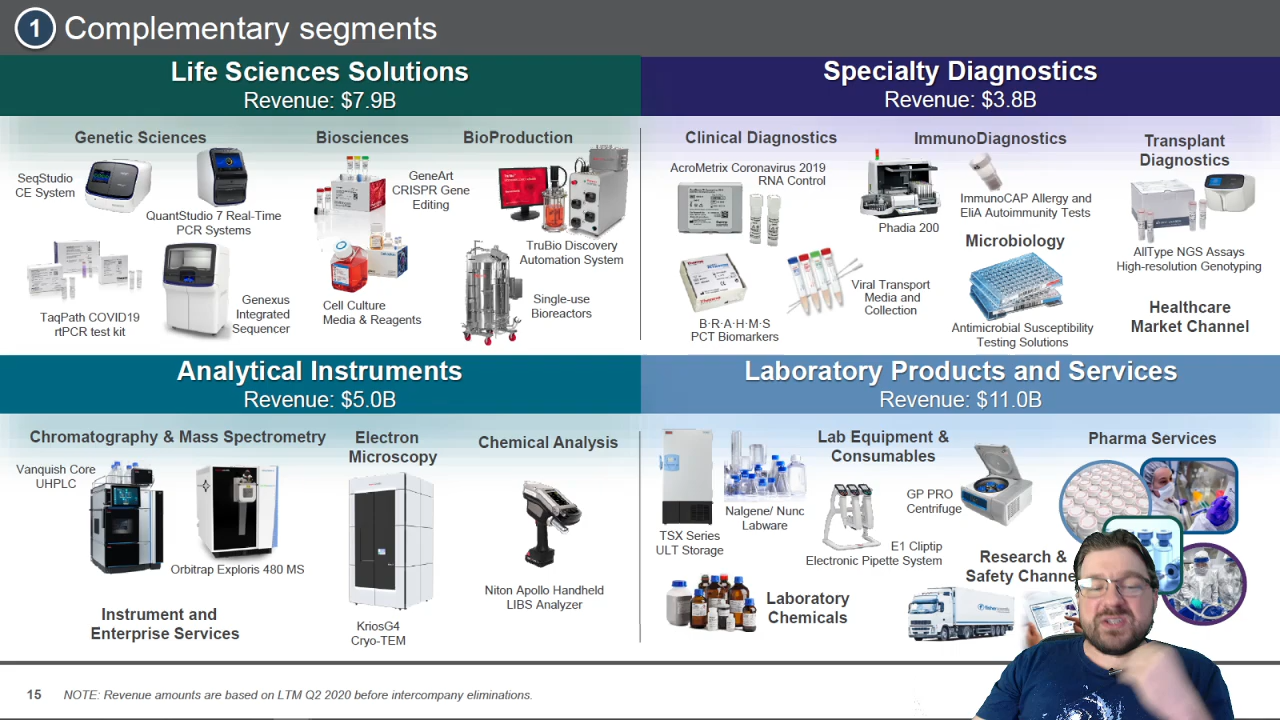 1 Complementary segments
Life Sciences Solutions
Revenue: $7.9B
Genetic Sciences
Biosciences
BioProduction
SeqStudio
CE System
QuantStudio 7 Real-Time
PCR Systems
GeneArt
CRISPR Gene
Editing
TruBio Discovery
Automation System
TaqPath COVID19
rtPCR test kit
Genexus
Integrated
Sequencer
Cell Culture
Media & Reagents
Single-use
Bioreactors
Specialty Diagnostics
Revenue: $3.8B
Clinical Diagnostics
ImmunoDiagnostics
Transplant
Diagnostics
AcroMetrix Coronavirus 2019
RNA Control
Phadia 200
ImmunoCAP Allergy and
EliA Autoimmunity Tests
Microbiology
AllType NGS Assays
High-resolution Genotyping
B·R·A·H·M·S
PCT Biomarkers
Viral Transport
Media and
Collection
Antimicrobial Susceptibility
Testing Solutions
Healthcare
Market Channel
Analytical Instruments
Revenue: $5.0B
Chromatography & Mass Spectrometry
Electron
Microscopy
Chemical Analysis
Vanquish Core
UHPLC
Orbitrap Exploris 480 MS
Instrument and
Enterprise Services
KriosG4
Cryo-TEM
Niton Apollo Handheld
LIBS Analyzer
Laboratory Products and Services
Revenue: $11.0B
Lab Equipment &
Consumables
Pharma Services
TSX Series
ULT Storage
Nalgene/ Nunc
Labware
GP PRO
Centrifuge
E1 Cliptip
Electronic Pipette System
Laboratory
Chemicals
Research &
Safety Channe
15 NOTE: Revenue amounts are based on LTM Q2 2020 before intercompany eliminations.